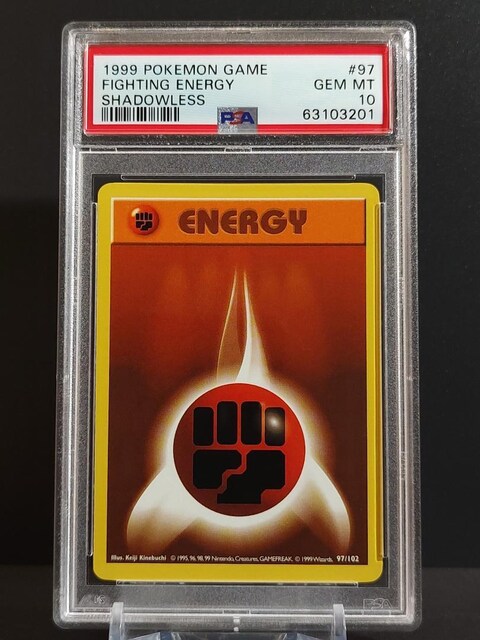 1999 POKEMON GAME #97
FIGHTING ENERGY GEM MT
SHADOWLESS 10
PSA 63103201
ENERGY
Illus. Keiji Kinebuchi © 1995, 96, 98, 99 Nintendo, Creatures, GAMEFREAK. © 1999 Wizards. 97/102
PSA